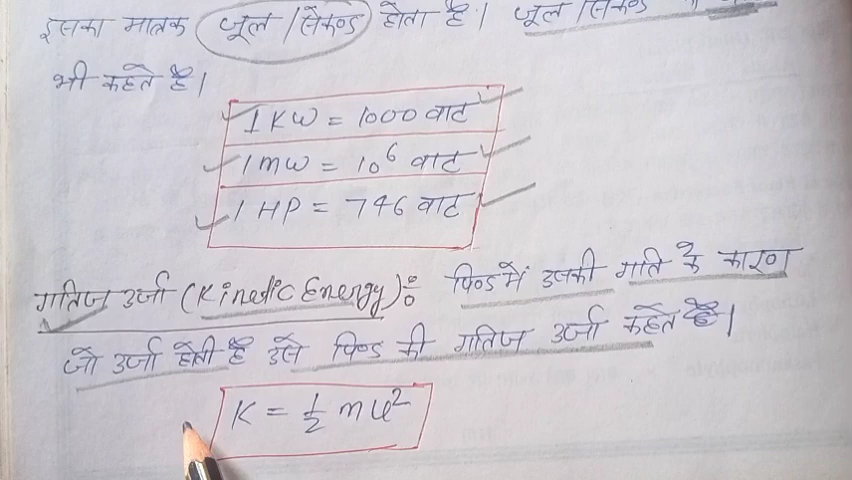 इसका मात्रक जूल/सेकण्ड होता है। जूल/सेकण्ड
भी कहते है।
1 KW = 1000 वाट
1 mw = 10⁶ वाट
1 HP = 746 वाट
गतिज उर्जा (Kinetic Energy): पिण्ड में उसकी गति के कारण
जो उर्जा होती है उसे पिण्ड की गतिज उर्जा कहते है।
K = ½ mu²